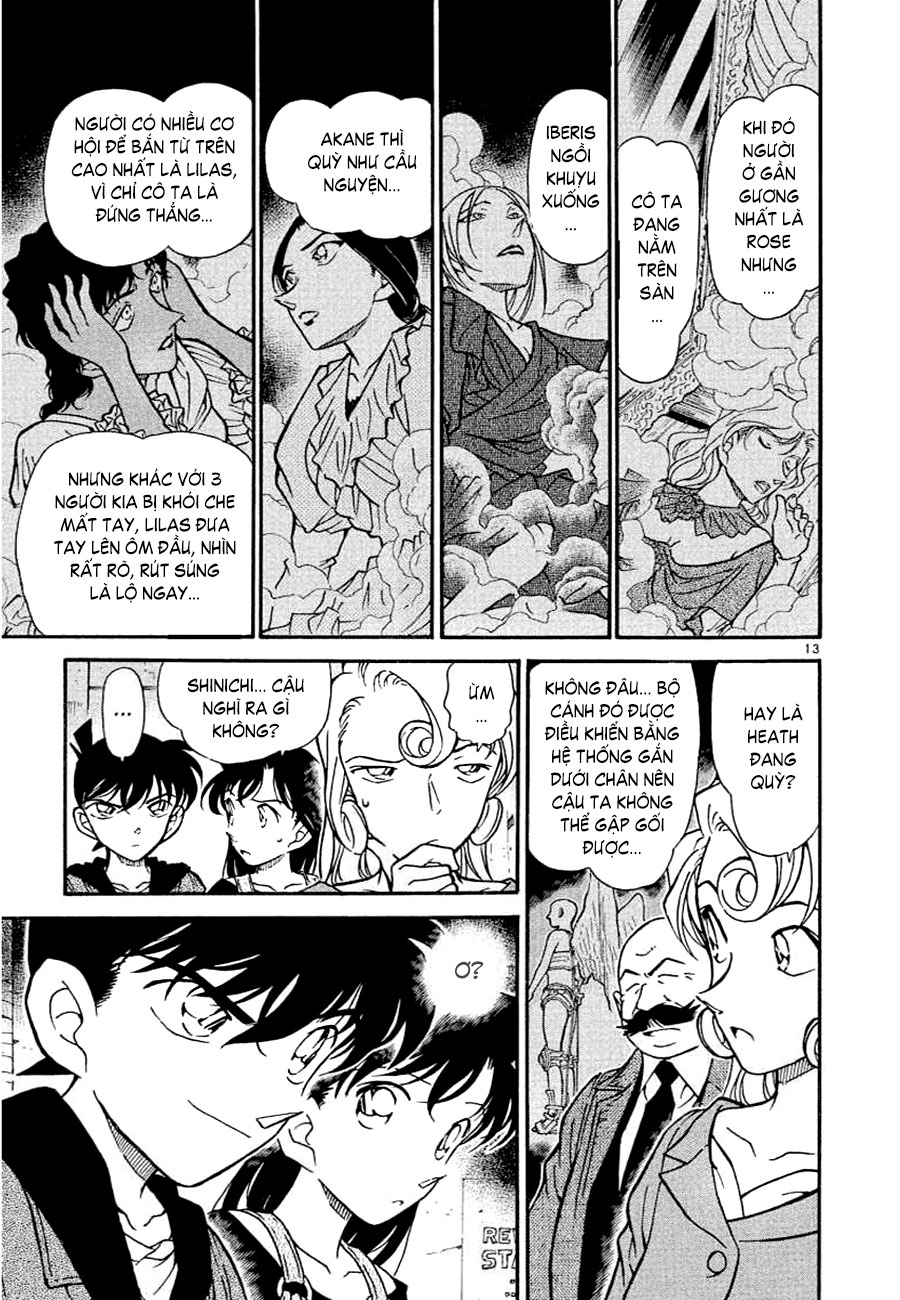 KHI ĐÓ
NGƯỜI
Ở GẦN
GƯƠNG
NHẤT LÀ
ROSE
NHƯNG
...
CÔ TA
ĐANG
NẰM
TRÊN
SÀN
...
IBERIS
NGỒI
KHUỴU
XUỐNG
...
AKANE THÌ
QUỲ NHƯ CẦU
NGUYỆN...
NGƯỜI CÓ NHIỀU CƠ
HỘI ĐỂ BẮN TỪ TRÊN
CAO NHẤT LÀ LILAS,
VÌ CHỈ CÔ TA LÀ
ĐỨNG THẲNG...
NHƯNG KHÁC VỚI 3
NGƯỜI KIA BỊ KHÓI CHE
MẤT TAY, LILAS ĐƯA
TAY LÊN ÔM ĐẦU, NHÌN
RẤT RÕ, RÚT SÚNG
LÀ LỘ NGAY...
13
HAY LÀ
HEATH
ĐANG
QUỲ?
KHÔNG ĐÂU... BỘ
CÁNH ĐÓ ĐƯỢC
ĐIỀU KHIỂN BẰNG
HỆ THỐNG GẮN
DƯỚI CHÂN NÊN
CẬU TA KHÔNG
THỂ GẬP GỐI
ĐƯỢC...
ỪM
...
SHINICHI... CẬU
NGHỈ RA GÌ
KHÔNG?
...
Ơ?
RE
STA